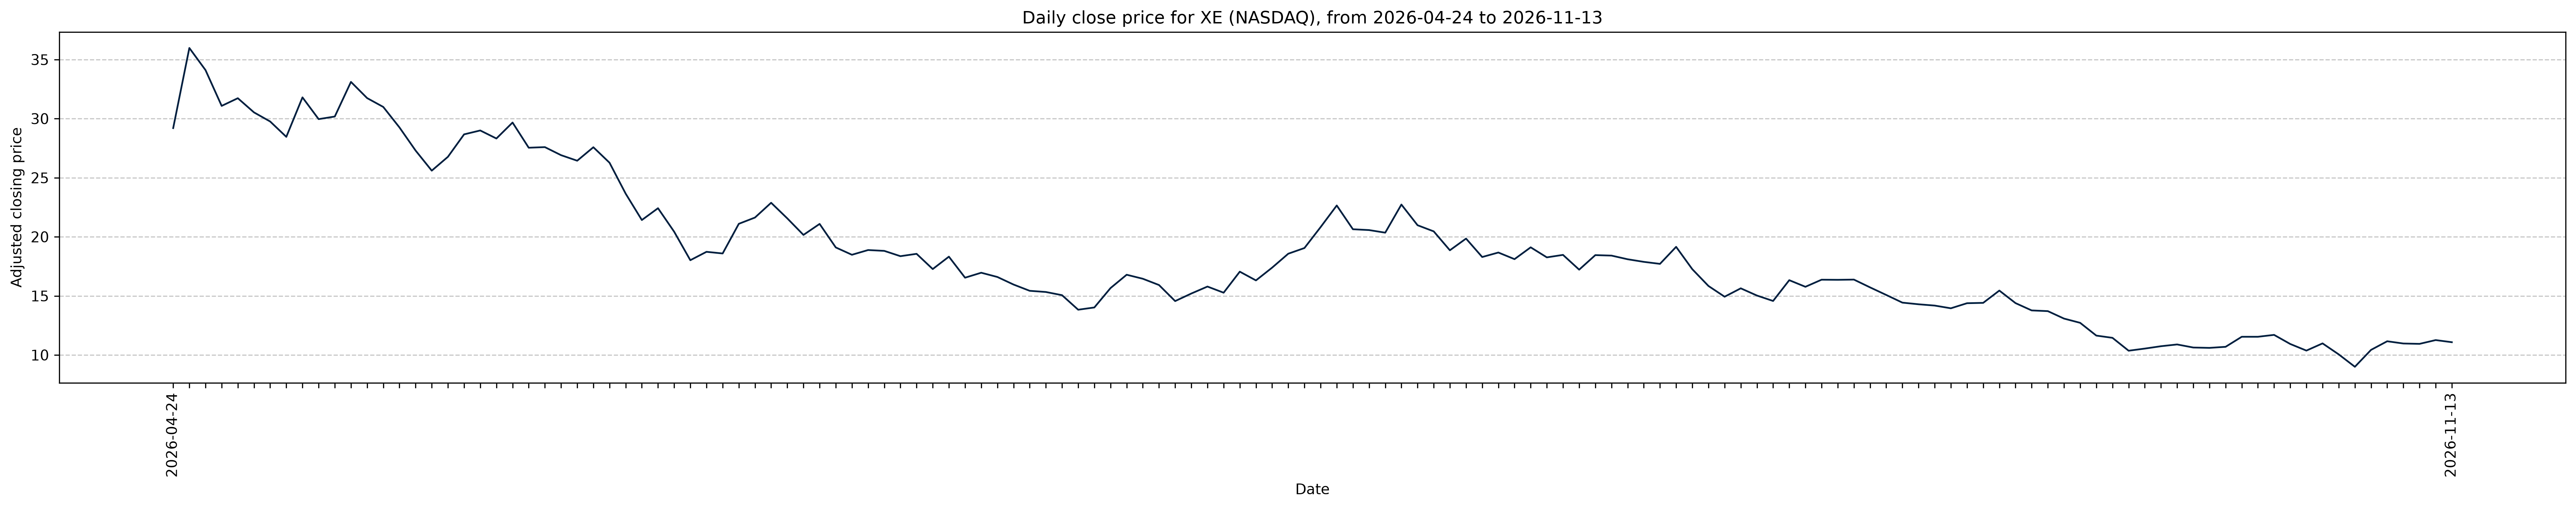 Daily close price for XE (NASDAQ), from 2026-04-24 to 2026-11-13
Adjusted closing price
35
30
25
20
15
10
2026-04-24
2026-11-13
Date